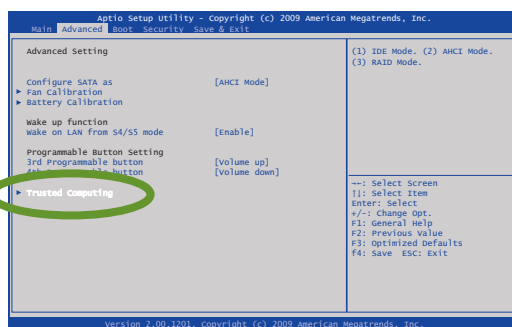 Aptio Setup Utility - Copyright (c) 2009 American Megatrends, Inc.
Main Advanced Boot Security Save & Exit
Advanced Setting
Configure SATA as [AHCI Mode]
Fan Calibration
Battery Calibration
Wake up function
Wake on LAN from S4/S5 mode [Enable]
Programmable Button Setting
3rd Programmable button [Volume up]
4th Programmable button [Volume down]
Trusted Computing
(1) IDE Mode. (2) AHCI Mode.
(3) RAID Mode.
→←: Select Screen
↑↓: Select Item
Enter: Select
+/-: Change Opt.
F1: General Help
F2: Previous Value
F3: Optimized Defaults
f4: Save ESC: Exit
Version 2.00.1201. Copyright (c) 2009 American Megatrends, Inc.